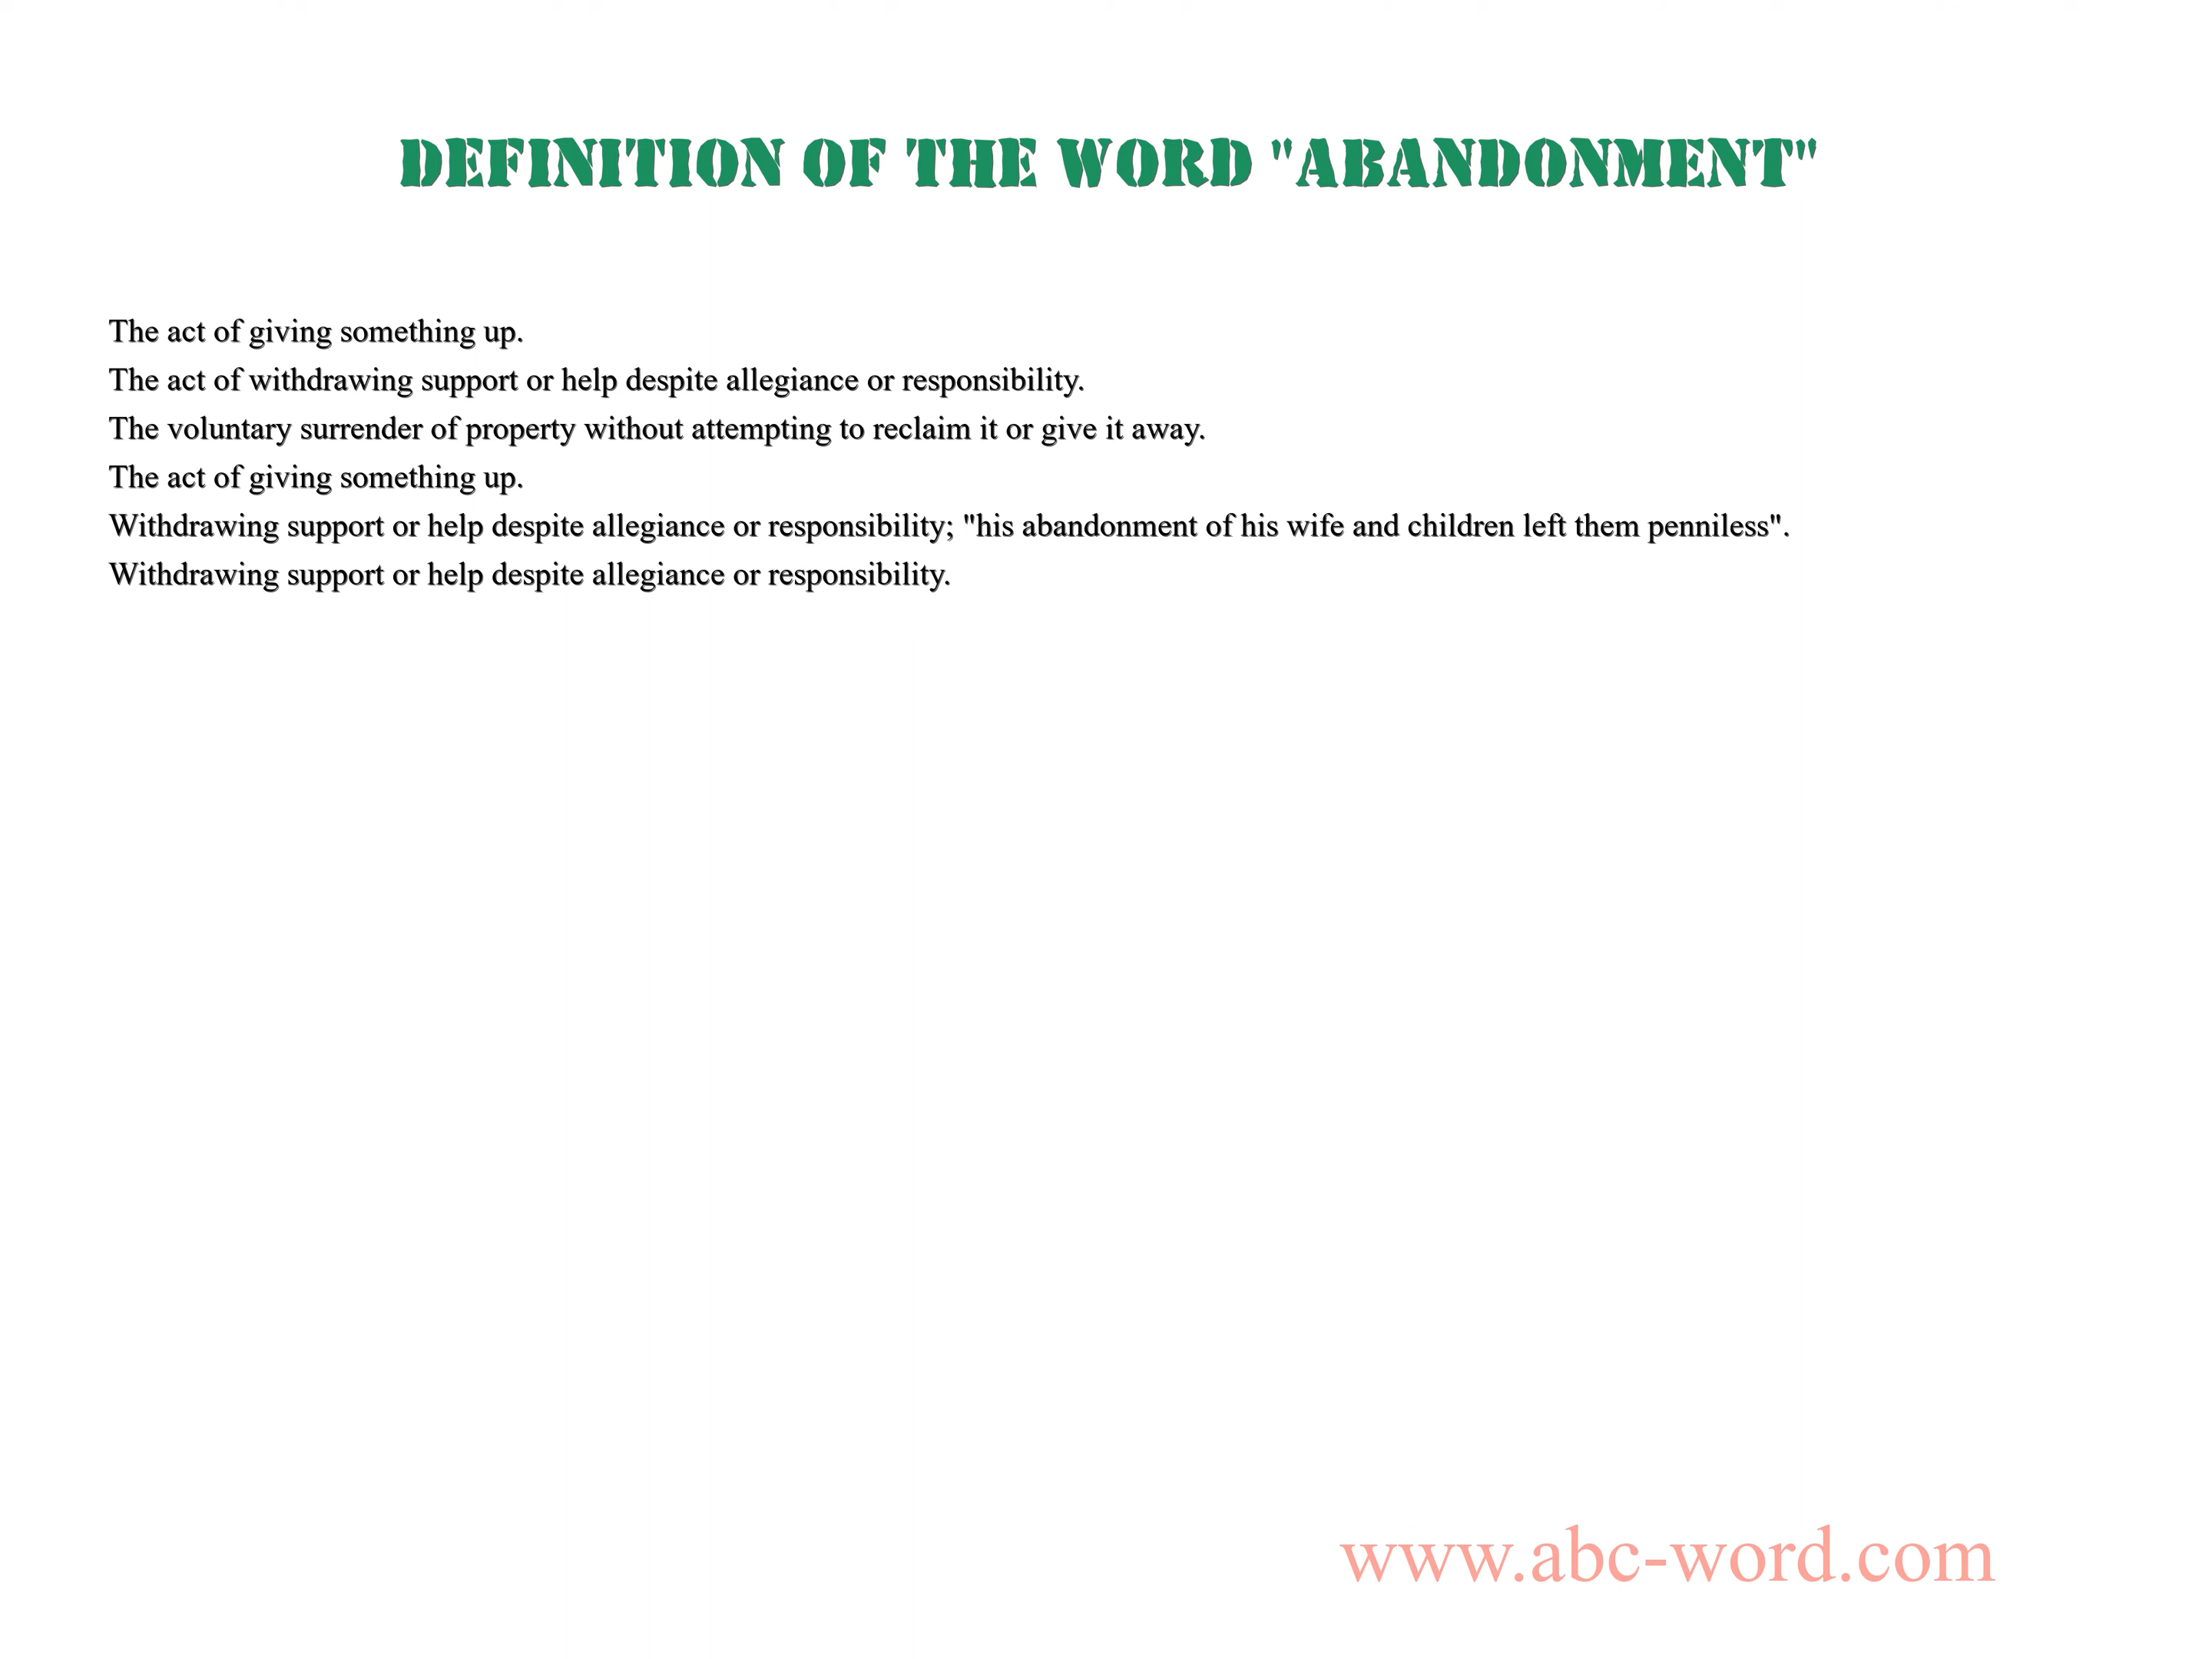 DEFINITION OF THE WORD "ABANDONMENT"
The act of giving something up.
The act of withdrawing support or help despite allegiance or responsibility.
The voluntary surrender of property without attempting to reclaim it or give it away.
The act of giving something up.
Withdrawing support or help despite allegiance or responsibility; "his abandonment of his wife and children left them penniless".
Withdrawing support or help despite allegiance or responsibility.
www.abc-word.com